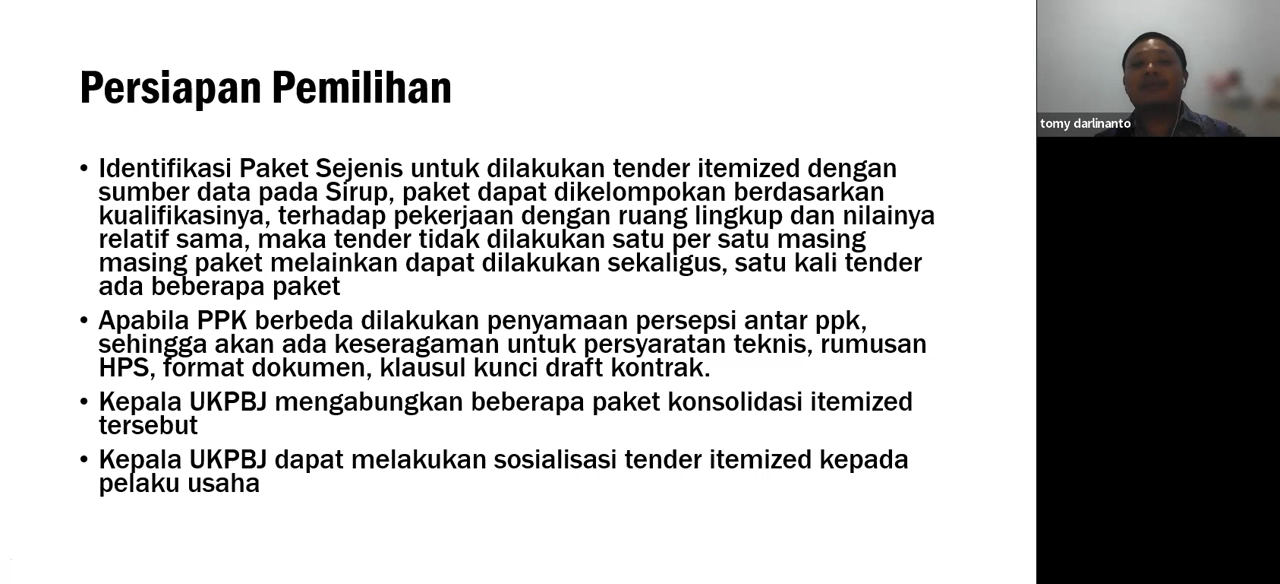 Persiapan Pemilihan
• Identifikasi Paket Sejenis untuk dilakukan tender itemized dengan
sumber data pada Sirup, paket dapat dikelompokan berdasarkan
kualifikasinya, terhadap pekerjaan dengan ruang lingkup dan nilainya
relatif sama, maka tender tidak dilakukan satu per satu masing
masing paket melainkan dapat dilakukan sekaligus, satu kali tender
ada beberapa paket
• Apabila PPK berbeda dilakukan penyamaan persepsi antar ppk,
sehingga akan ada keseragaman untuk persyaratan teknis, rumusan
HPS, format dokumen, klausul kunci draft kontrak.
• Kepala UKPBJ mengabungkan beberapa paket konsolidasi itemized
tersebut
• Kepala UKPBJ dapat melakukan sosialisasi tender itemized kepada
pelaku usaha
tomy darlinanto